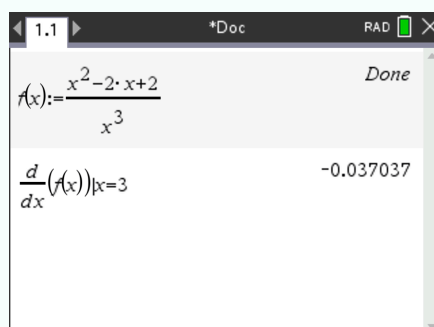 1.1 *Doc RAD
f(x):=x^2-2·x+2/x^3 Done
d/dx(f(x))|x=3 -0.037037